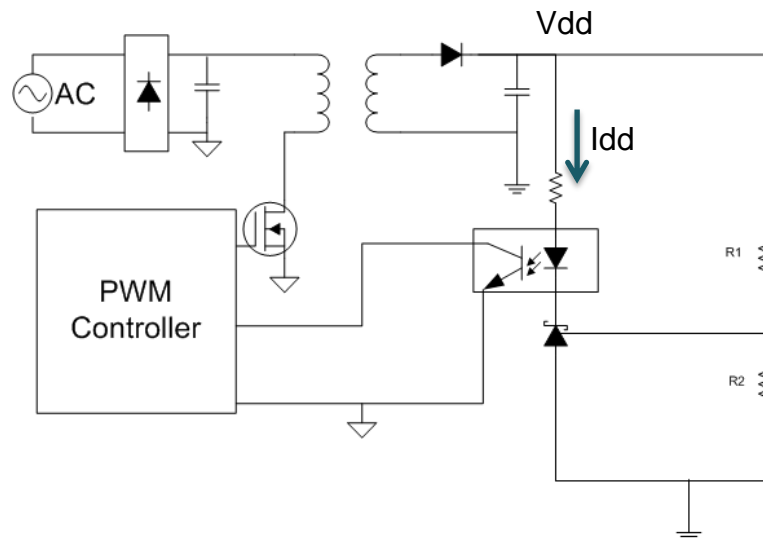 Vdd
AC
Idd
R1
PWM
Controller
R2